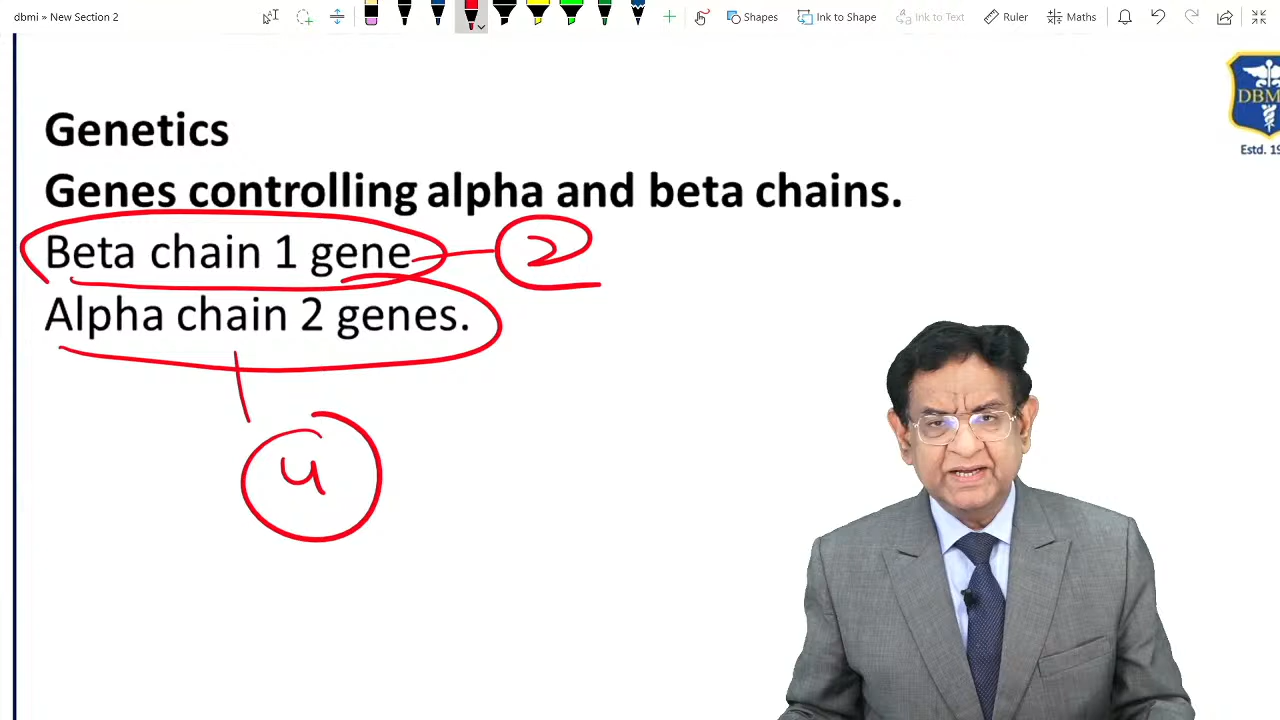 dbmi » New Section 2
Shapes
Ink to Shape
Ink to Text
Ruler
Maths
DBM
Estd. 19
Genetics
Genes controlling alpha and beta chains.
Beta chain 1 gene 2
Alpha chain 2 genes.
4